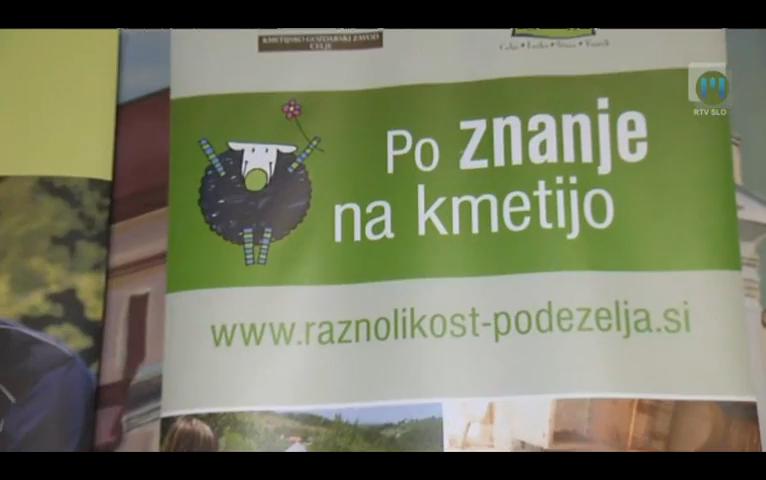 KMETIJSKO GOZDARSKI ZAVOD
CELJE
RTV SLO
Po znanje
na kmetijo
www.raznolikost-podezelja.si